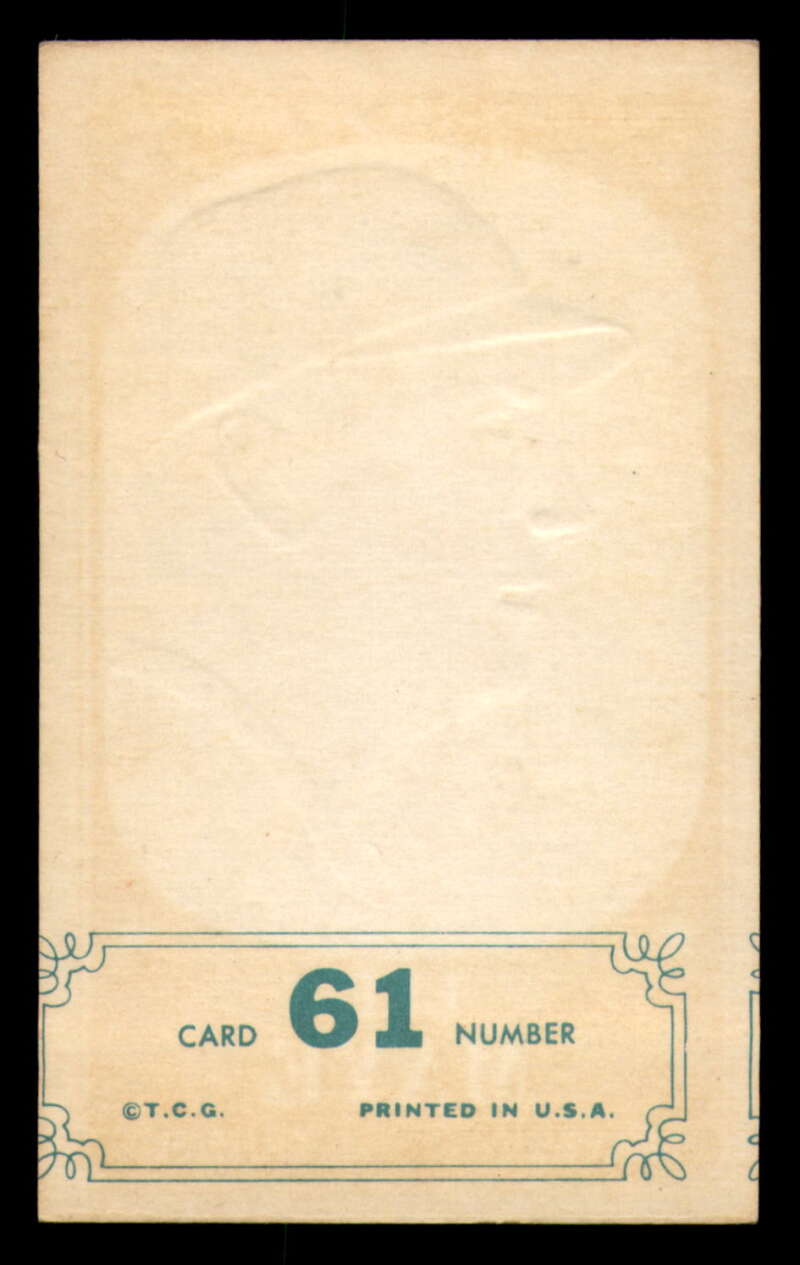 CARD 61 NUMBER
©T.C.G. PRINTED IN U.S.A.